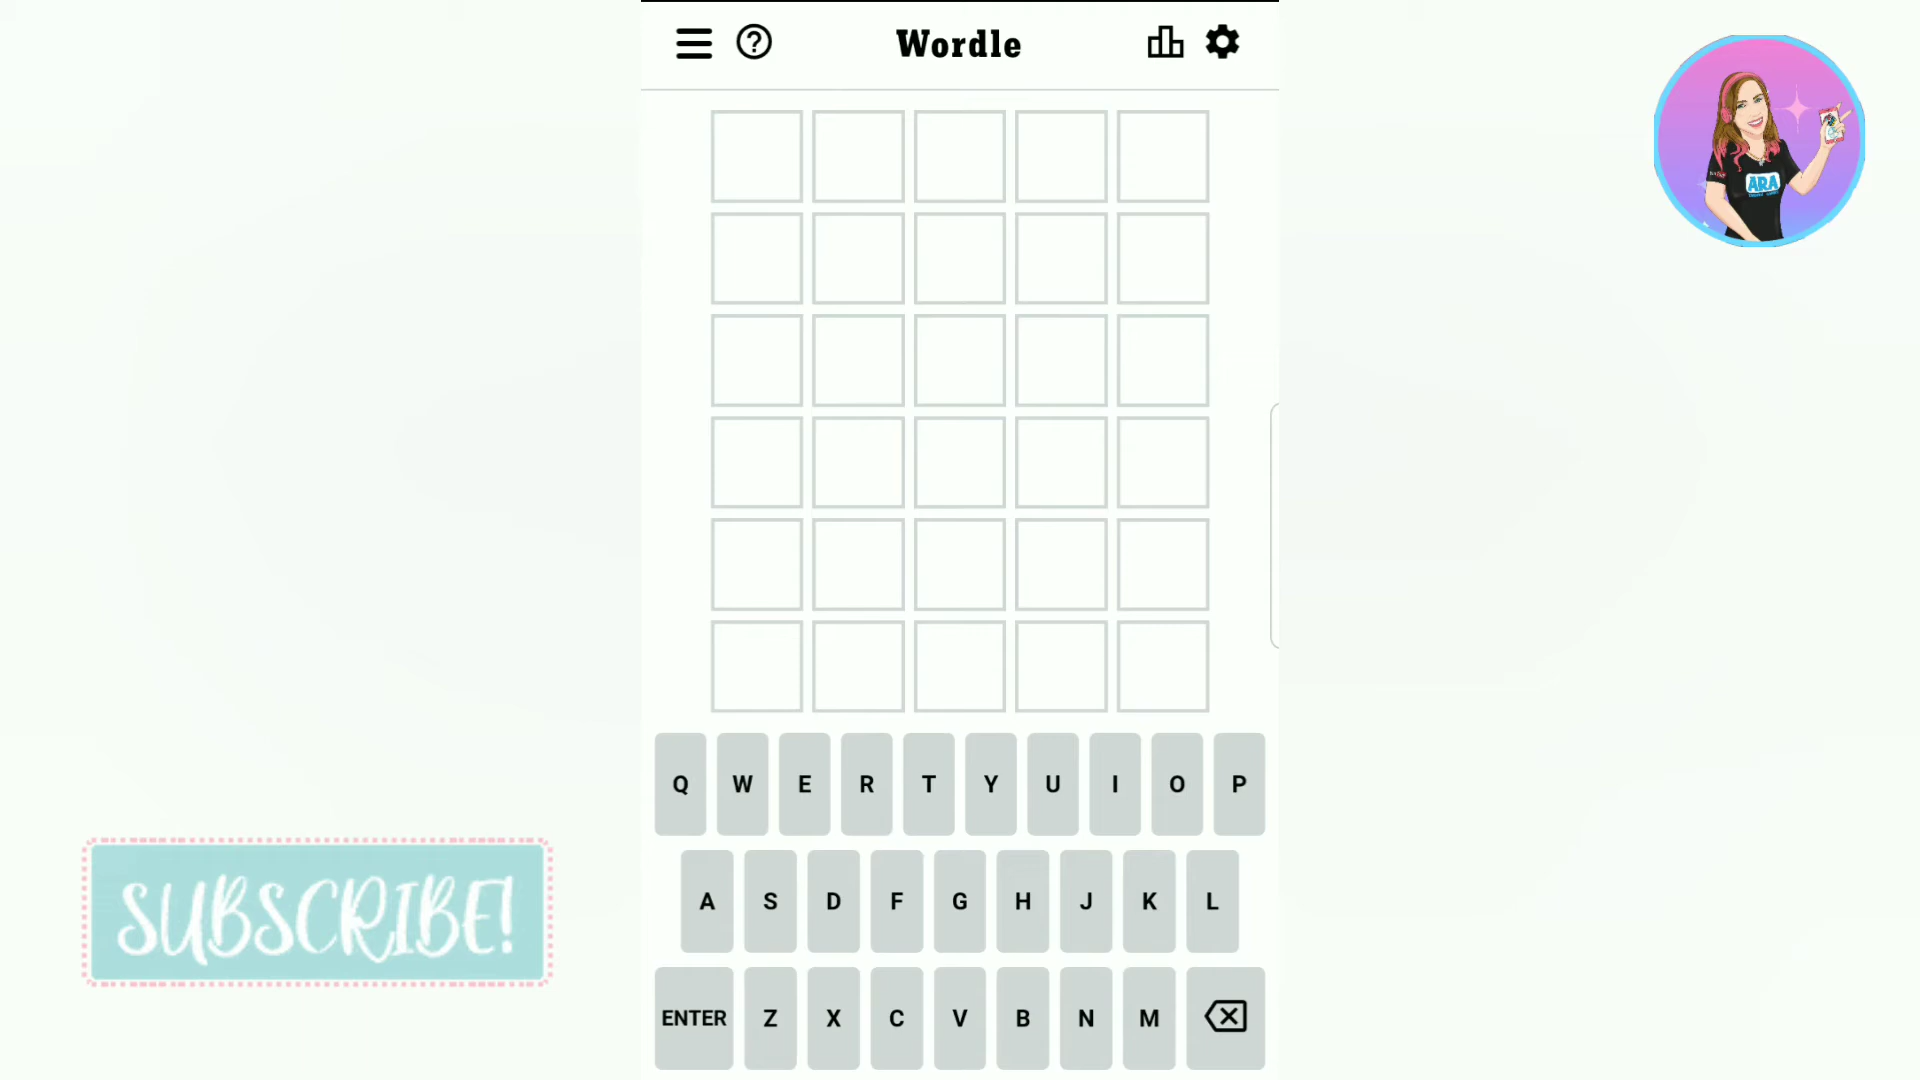 Wordle
Q W E R T Y U I O P
A S D F G H J K L
ENTER Z X C V B N M
SUBSCRIBE!
ARA